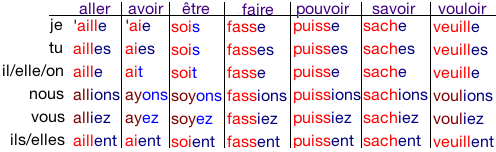 aller avoir être faire pouvoir savoir vouloir
je 'aille 'aie sois fasse puisse sache veuille
tu ailles aies sois fasses puisses saches veuilles
il/elle/on aille ait soit fasse puisse sache veuille
nous allions ayons soyons fassions puissions sachions voulions
vous alliez ayez soyez fassiez puissiez sachiez vouliez
ils/elles aillent aient soient fassent puissent sachent veuillent